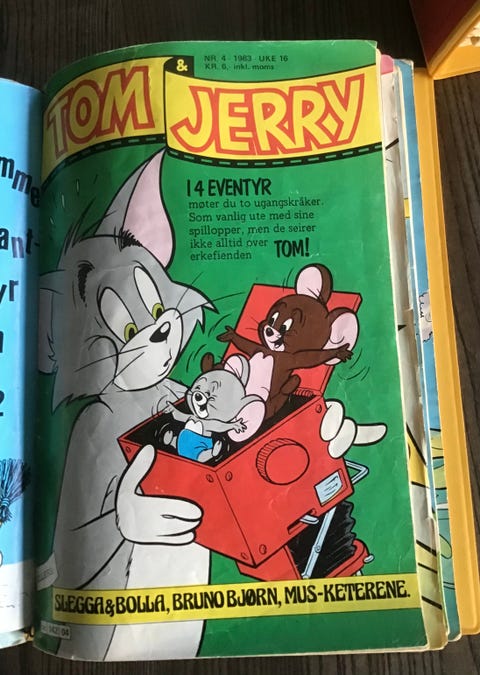 TOM & JERRY
NR. 4 - 1983 - UKE 16
KR. 6,- inkl. moms
14 EVENTYR
møter du to ugangskråker.
Som vanlig ute med sine
spillopper, men de seirer
ikke alltid over
erkefienden TOM!
SLEGGA & BOLLA, BRUNO BJØRN, MUS-KETERENE.